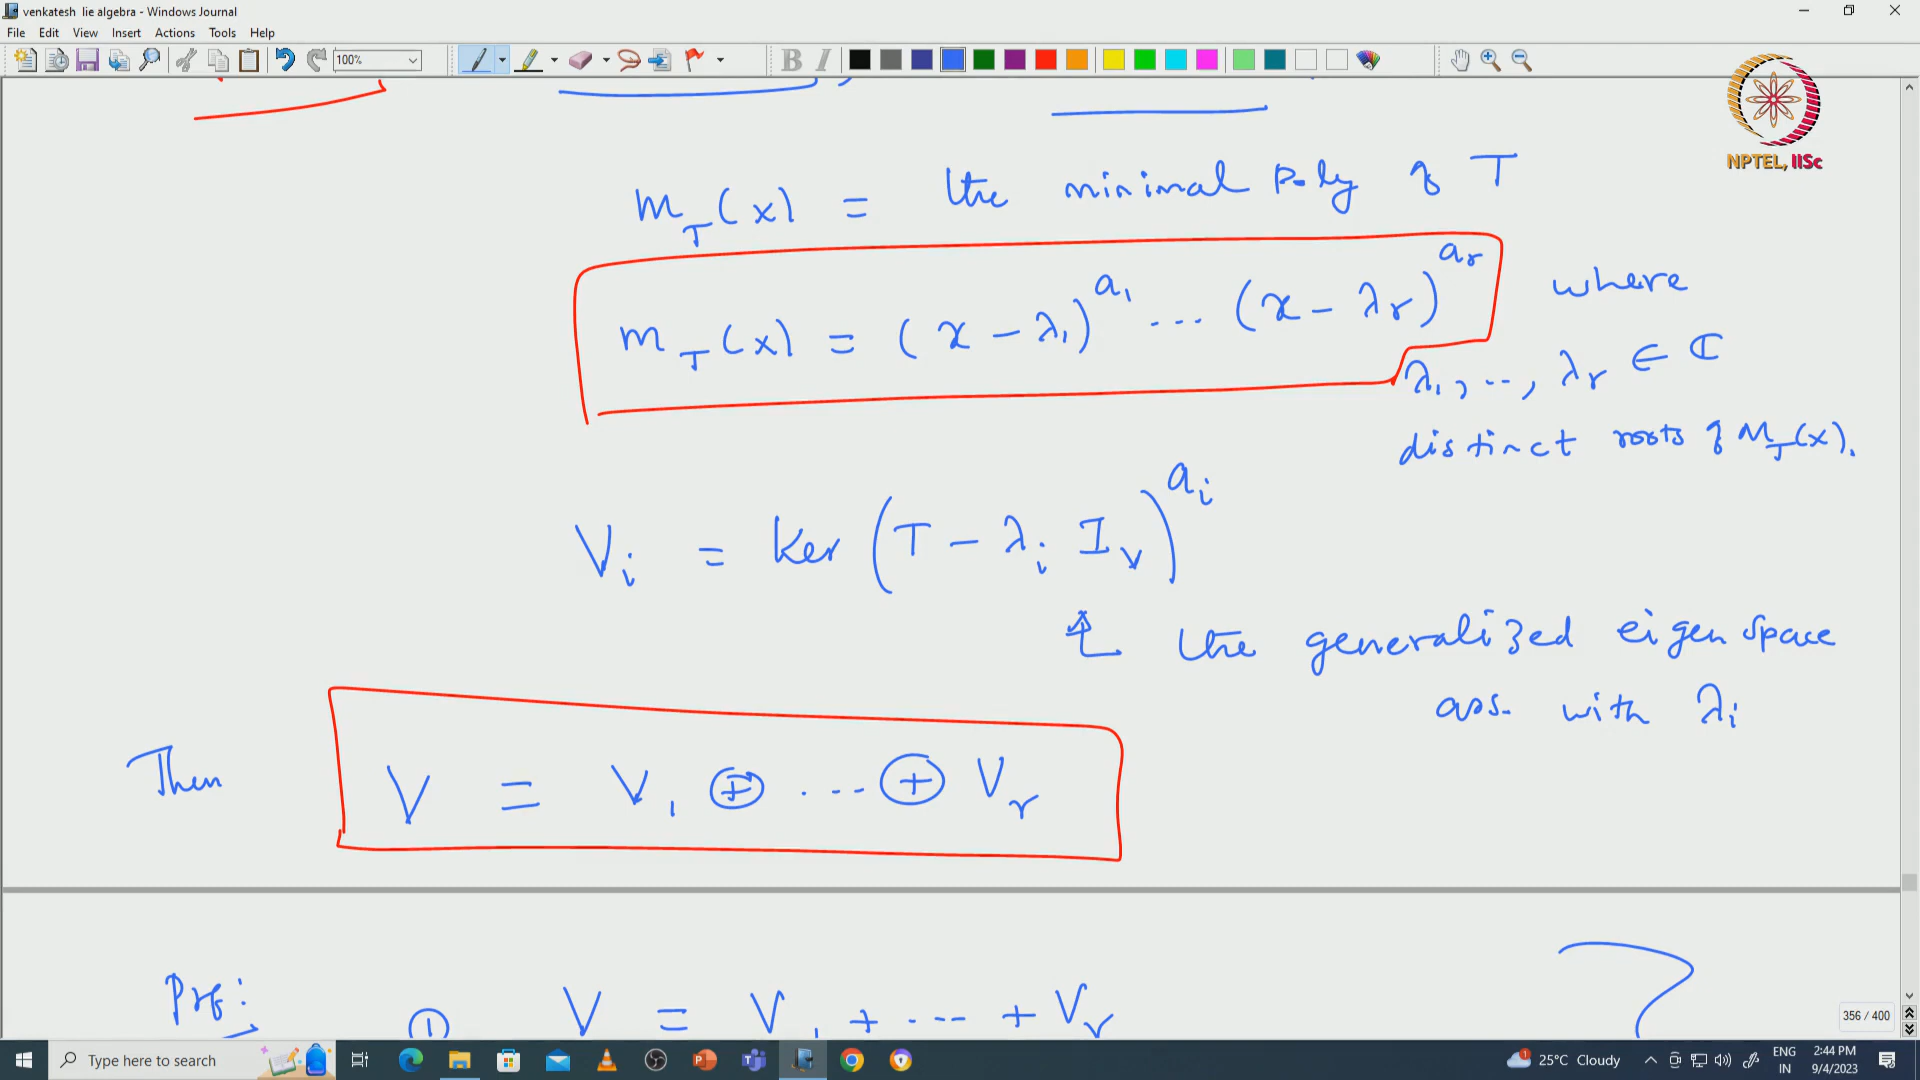 venkatesh lie algebra - Windows Journal
File Edit View Insert Actions Tools Help
100%
NPTEL, IISc
m_T(x) = the minimal poly of T
m_T(x) = (x - λ_1)^{a_1} ... (x - λ_r)^{a_r} where
λ_1, .., λ_r ∈ ℂ
distinct roots of m_T(x).
V_i = Ker (T - λ_i I_V)^{a_i}
the generalized eigen space
ass. with λ_i
Then V = V_1 ⊕ ... ⊕ V_r
Prf: ① V = V_1 + ... + V_r
356 / 400
Type here to search
25°C Cloudy
ENG
IN
2:44 PM
9/4/2023